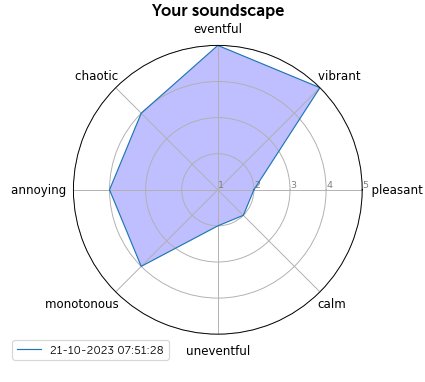 Your soundscape
eventful
chaotic
vibrant
annoying
1 2 3 4 5
pleasant
monotonous
calm
uneventful
21-10-2023 07:51:28